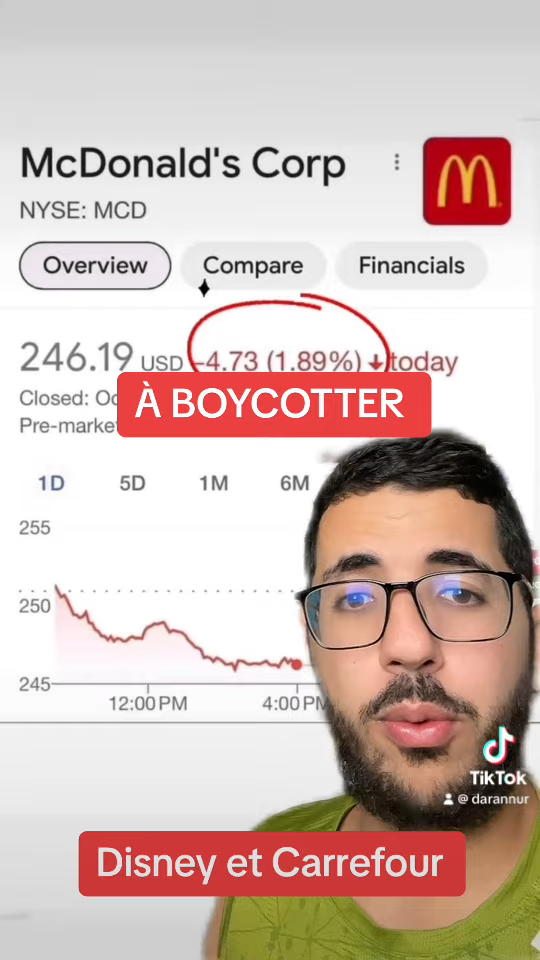 McDonald's Corp
NYSE: MCD
Overview
Compare
Financials
246.19 USD -4.73 (1.89%) today
Closed:
À BOYCOTTER
Pre-market
1D
5D
1M
6M
255
250
245
12:00 PM
4:00 PM
TikTok
@ darannur
Disney et Carrefour